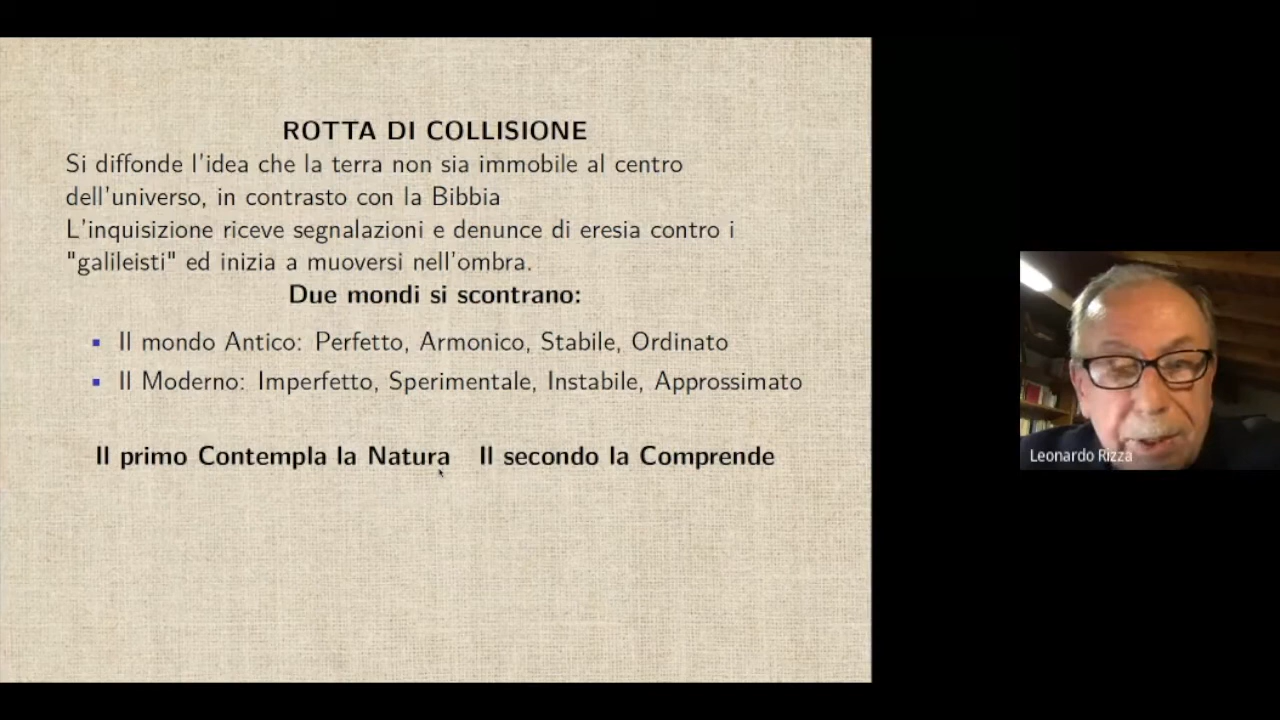 ROTTA DI COLLISIONE
Si diffonde l'idea che la terra non sia immobile al centro
dell'universo, in contrasto con la Bibbia
L'inquisizione riceve segnalazioni e denunce di eresia contro i
"galileisti" ed inizia a muoversi nell'ombra.
Due mondi si scontrano:
▪ Il mondo Antico: Perfetto, Armonico, Stabile, Ordinato
▪ Il Moderno: Imperfetto, Sperimentale, Instabile, Approssimato
Il primo Contempla la Natura Il secondo la Comprende
Leonardo Rizza